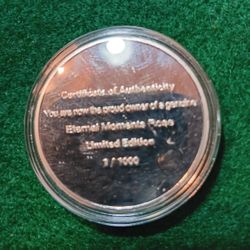 Certificate of Authenticity
You are now the proud owner of a genuine
Eternal Moments Rose
Limited Edition
1 / 1000